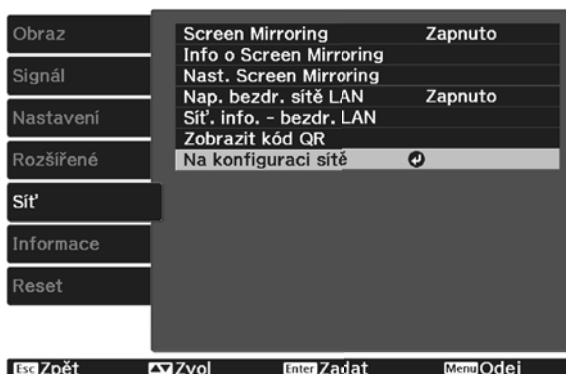 Obraz
Signál
Nastavení
Rozšířené
Síť
Informace
Reset
Screen Mirroring Zapnuto
Info o Screen Mirroring
Nast. Screen Mirroring
Nap. bezdr. sítě LAN Zapnuto
Síť. info. - bezdr. LAN
Zobrazit kód QR
Na konfiguraci sítě
Esc Zpět Zvol Enter Zadat Menu Odej